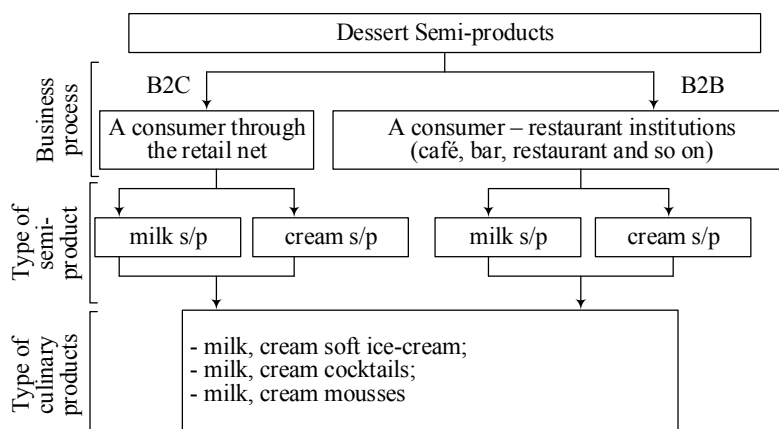 Dessert Semi-products
B2C
B2B
Business
process
A consumer through
the retail net
A consumer – restaurant institutions
(café, bar, restaurant and so on)
Type of
semi-
product
milk s/p
cream s/p
milk s/p
cream s/p
Type of
culinary
products
- milk, cream soft ice-cream;
- milk, cream cocktails;
- milk, cream mousses